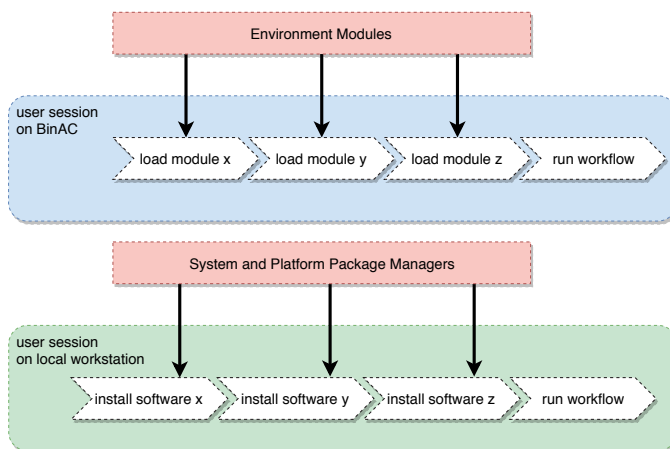 Environment Modules
user session
on BinAC
load module x
load module y
load module z
run workflow
System and Platform Package Managers
user session
on local workstation
install software x
install software y
install software z
run workflow